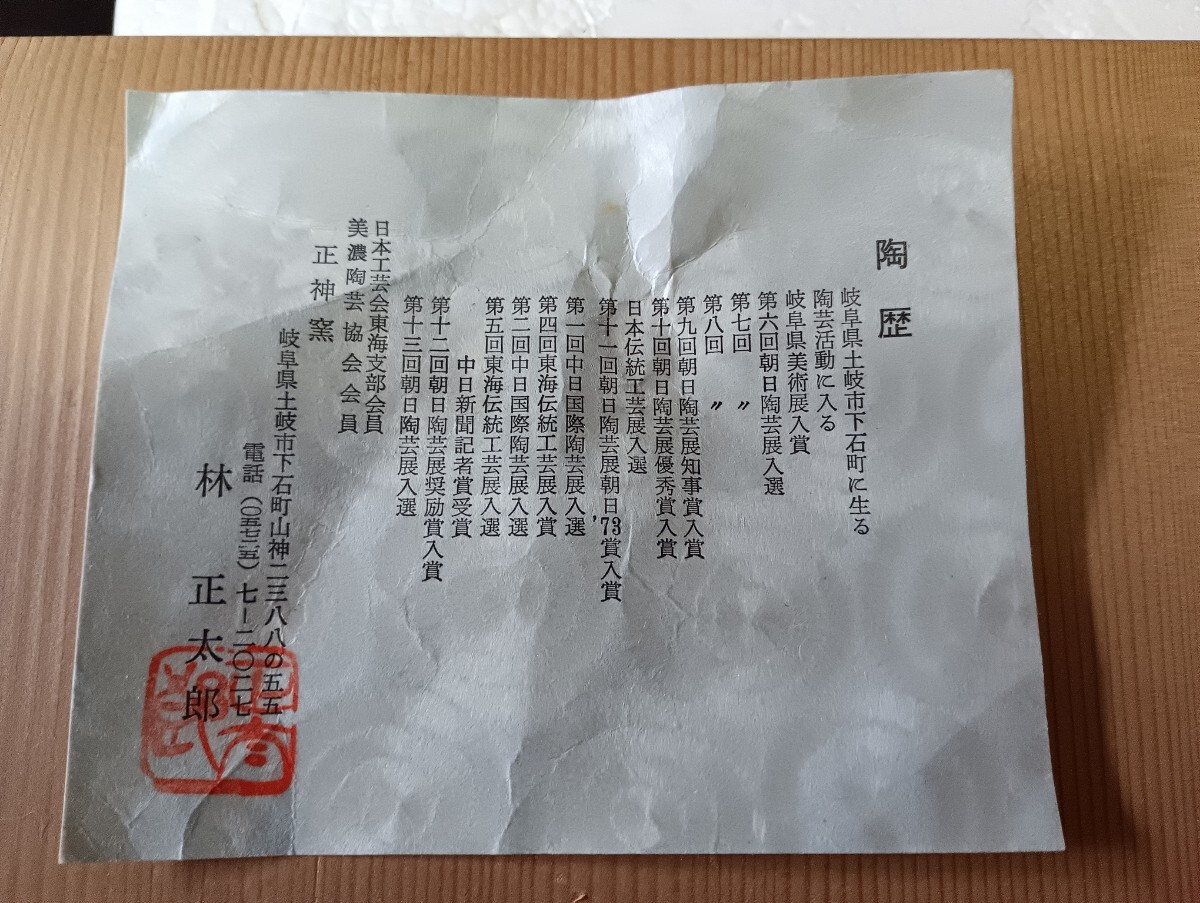 陶歴
岐阜県土岐市下石町に生る
陶芸活動に入る
岐阜県美術展入賞
第六回朝日陶芸展入選
第七回 〃
第八回 〃
第九回朝日陶芸展知事賞入賞
第十回朝日陶芸展優秀賞入賞
日本伝統工芸展入選
第十一回朝日陶芸展朝日'73賞入賞
第一回中日国際陶芸展入選
第四回東海伝統工芸展入賞
第二回中日国際陶芸展入選
第五回東海伝統工芸展入選
中日新聞記者賞受賞
第十二回朝日陶芸展奨励賞入賞
第十三回朝日陶芸展入選
日本工芸会東海支部会員
美濃陶芸協会会員
正神窯
岐阜県土岐市下石町山神二三八八の五五
電話（〇五七二五）七―二〇二七
林正太郎